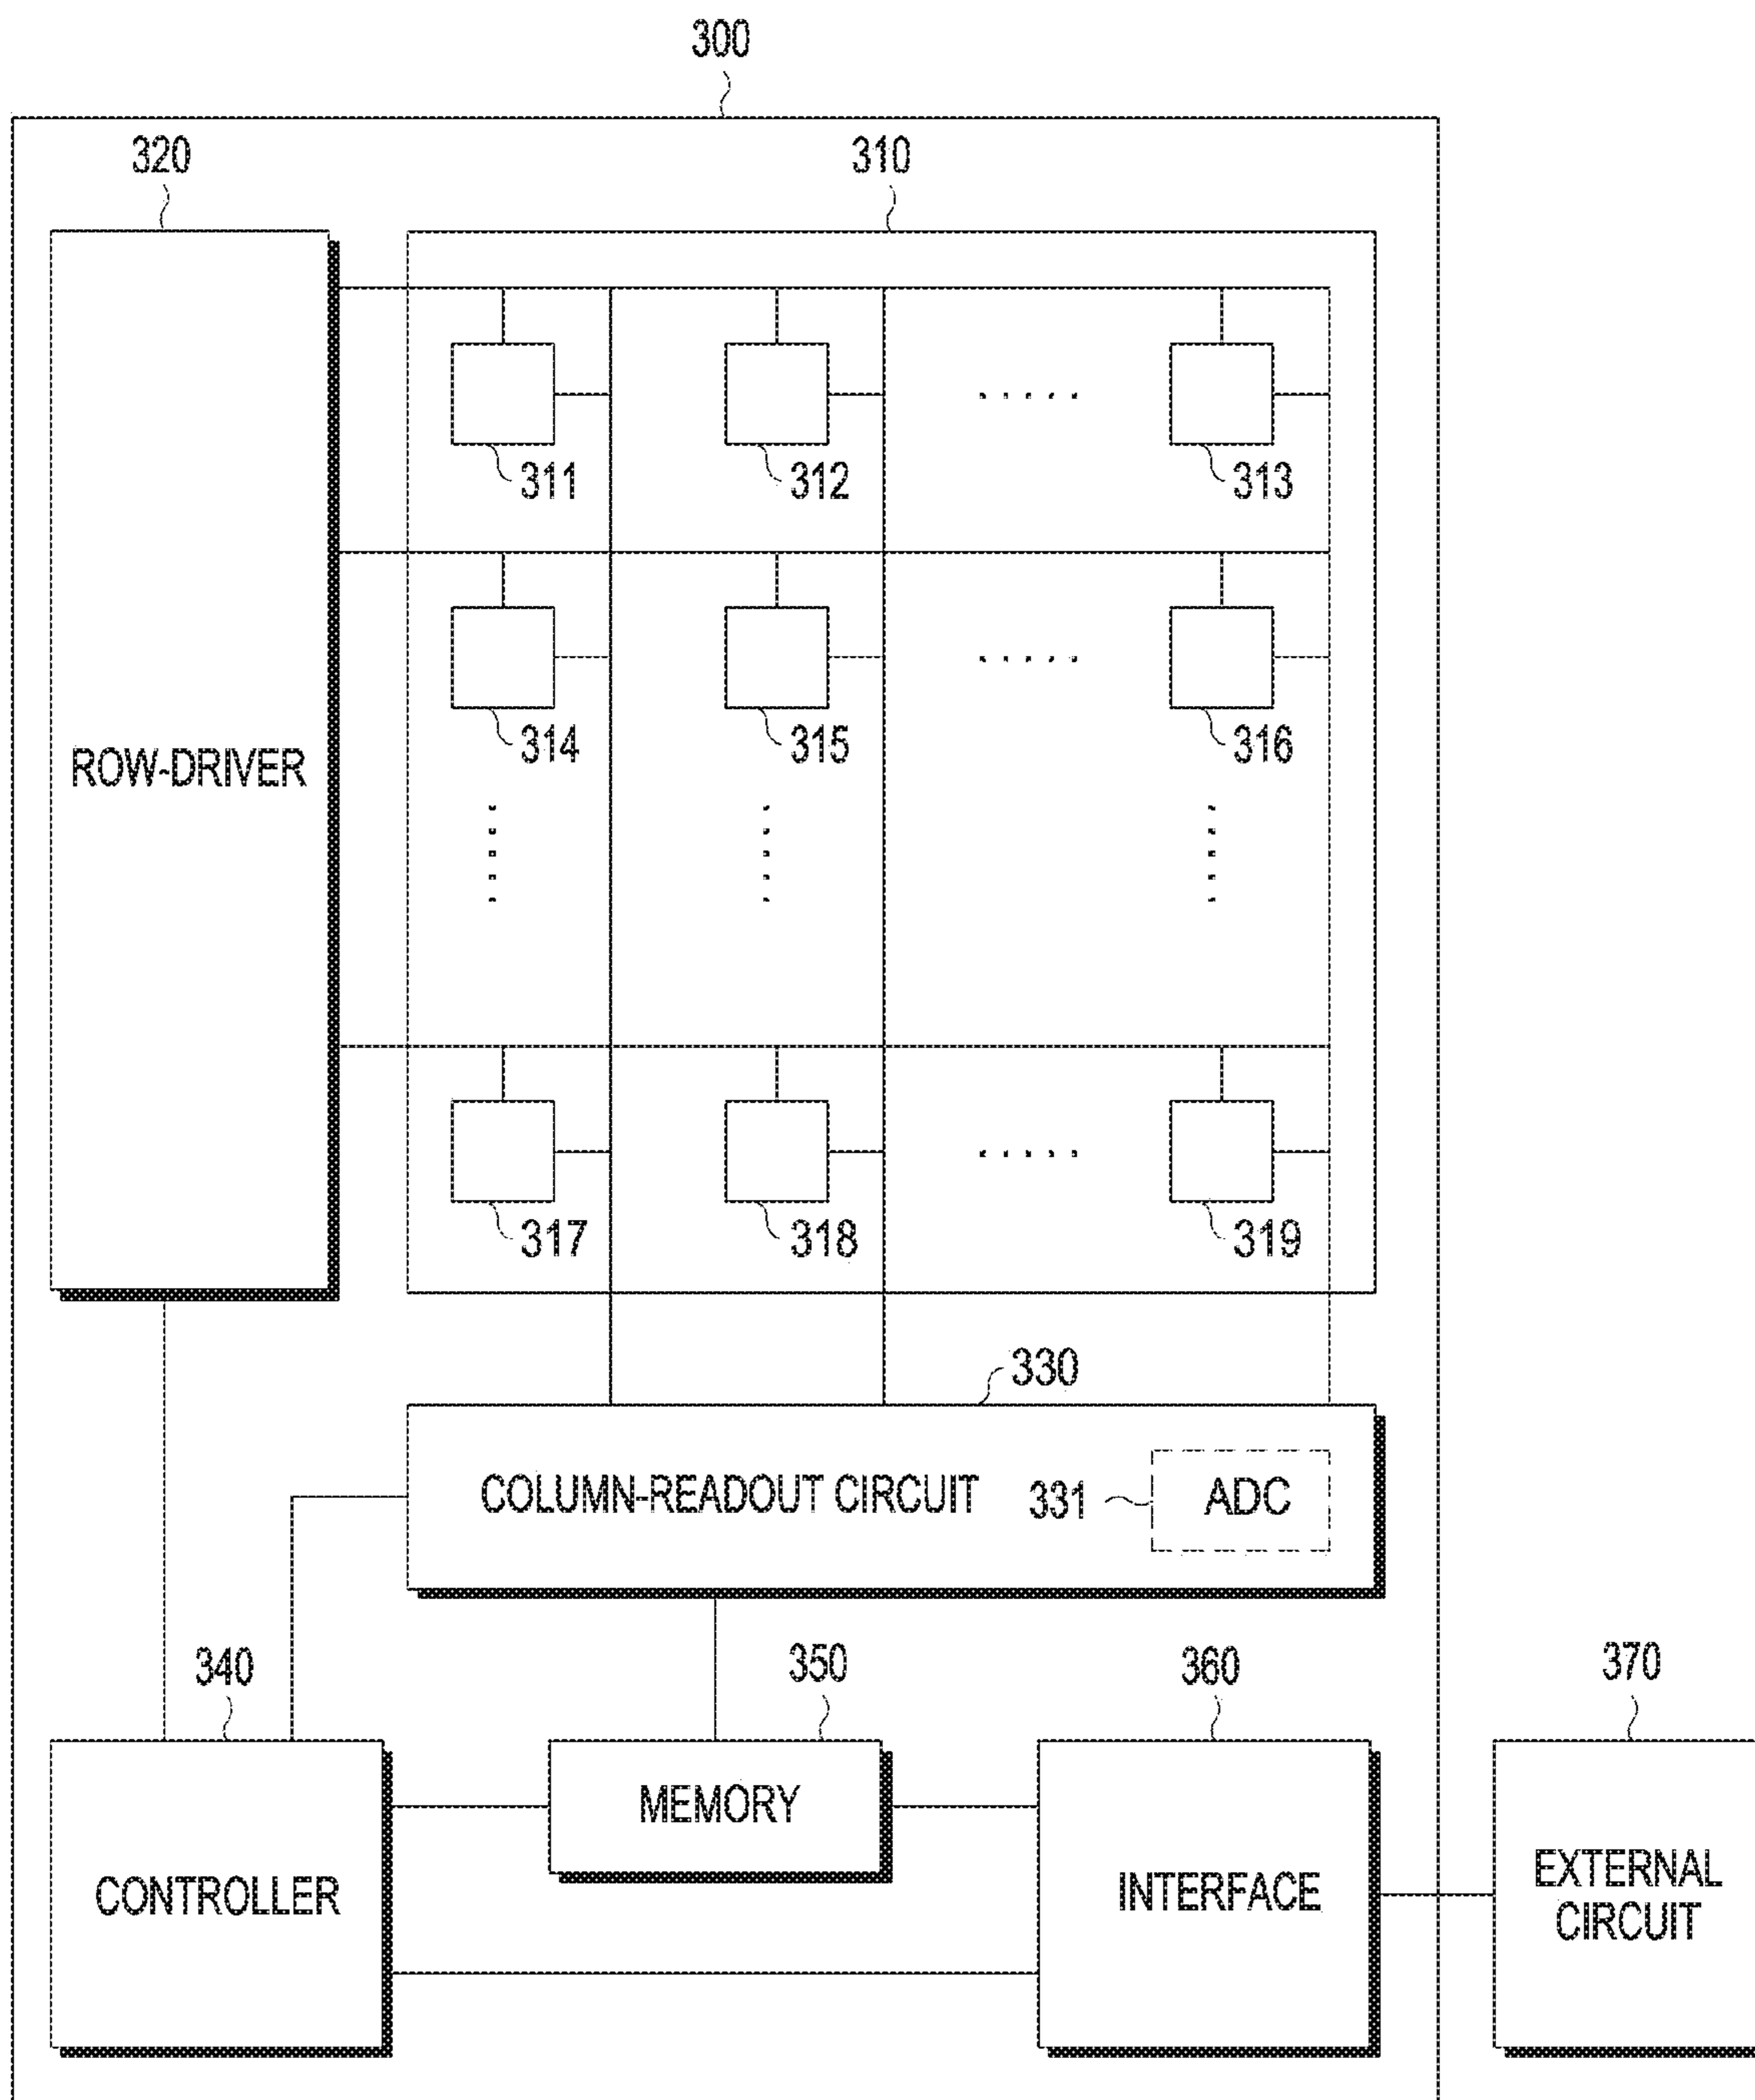 300
320
310
311
312
313
ROW-DRIVER
314
315
316
317
318
319
330
COLUMN-READOUT CIRCUIT
331
ADC
340
350
360
370
CONTROLLER
MEMORY
INTERFACE
EXTERNAL
CIRCUIT